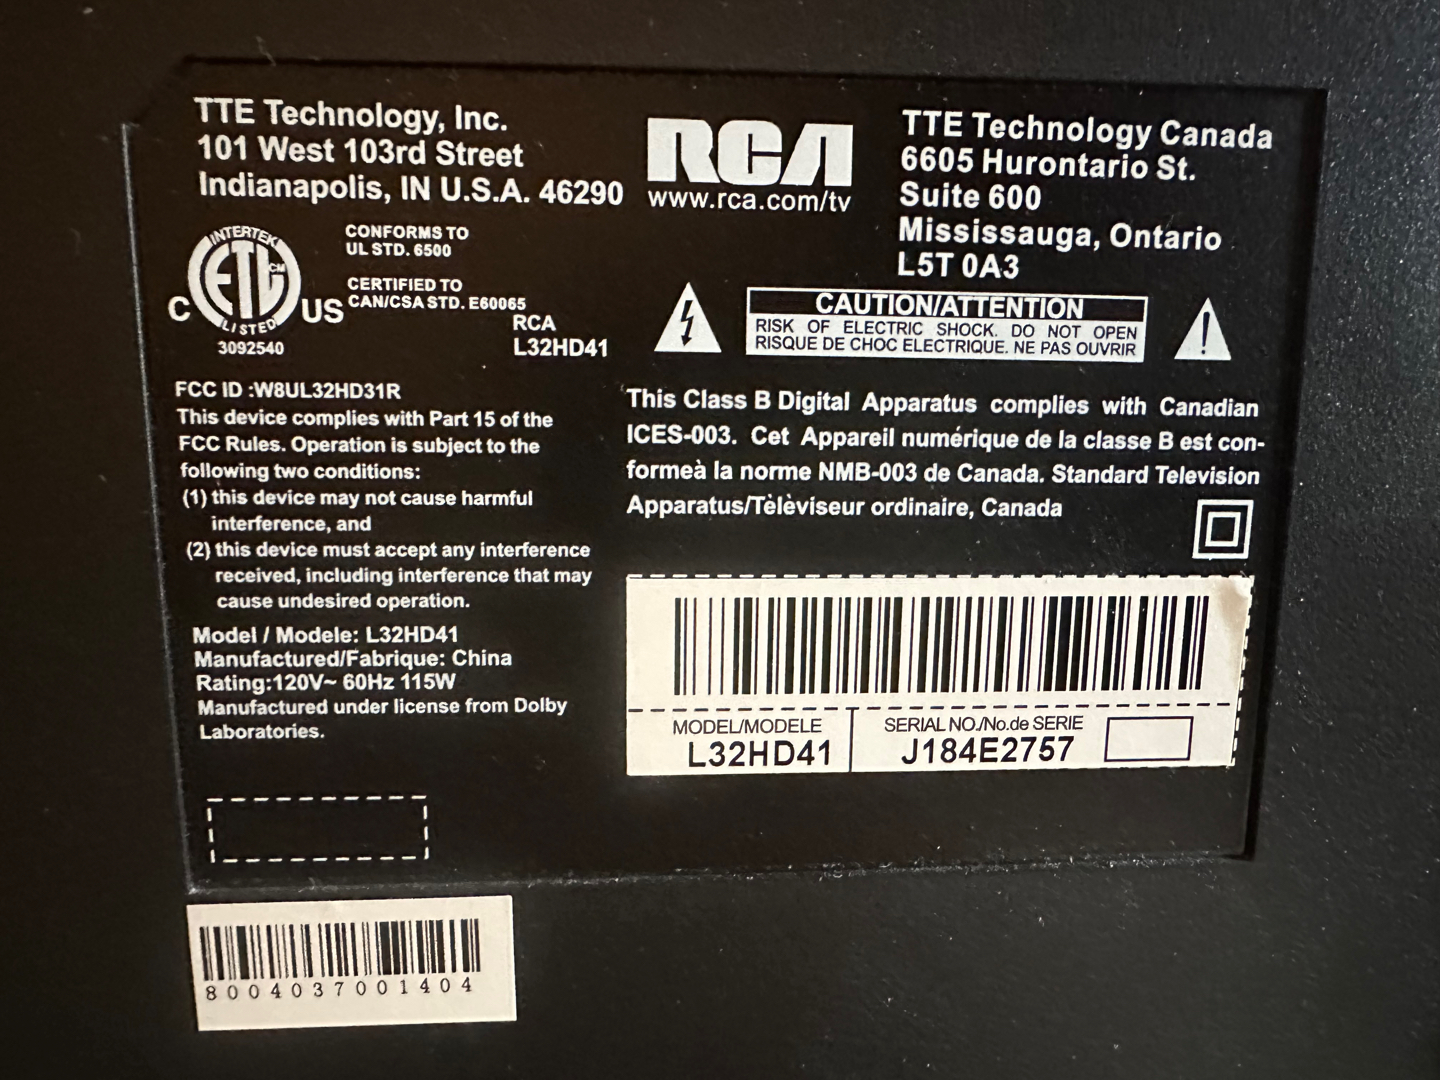 TTE Technology, Inc.
101 West 103rd Street
Indianapolis, IN U.S.A. 46290
RCA
www.rca.com/tv
TTE Technology Canada
6605 Hurontario St.
Suite 600
Mississauga, Ontario
L5T 0A3
INTERTEK
ETL CM
LISTED
C US
3092540
CONFORMS TO
UL STD. 6500
CERTIFIED TO
CAN/CSA STD. E60065
RCA
L32HD41
CAUTION/ATTENTION
RISK OF ELECTRIC SHOCK. DO NOT OPEN
RISQUE DE CHOC ELECTRIQUE. NE PAS OUVRIR
FCC ID :W8UL32HD31R
This device complies with Part 15 of the
FCC Rules. Operation is subject to the
following two conditions:
(1) this device may not cause harmful
interference, and
(2) this device must accept any interference
received, including interference that may
cause undesired operation.
Model / Modele: L32HD41
Manufactured/Fabrique: China
Rating:120V~ 60Hz 115W
Manufactured under license from Dolby
Laboratories.
This Class B Digital Apparatus complies with Canadian
ICES-003. Cet Appareil numérique de la classe B est con-
formeà la norme NMB-003 de Canada. Standard Television
Apparatus/Tèlèviseur ordinaire, Canada
MODEL/MODELE
L32HD41
SERIAL NO./No.de SERIE
J184E2757
8004037001404